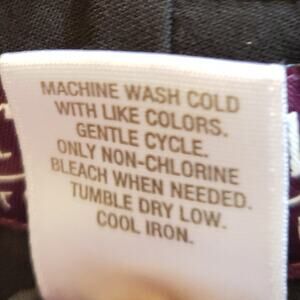 MACHINE WASH COLD
WITH LIKE COLORS.
GENTLE CYCLE.
ONLY NON-CHLORINE
BLEACH WHEN NEEDED.
TUMBLE DRY LOW.
COOL IRON.